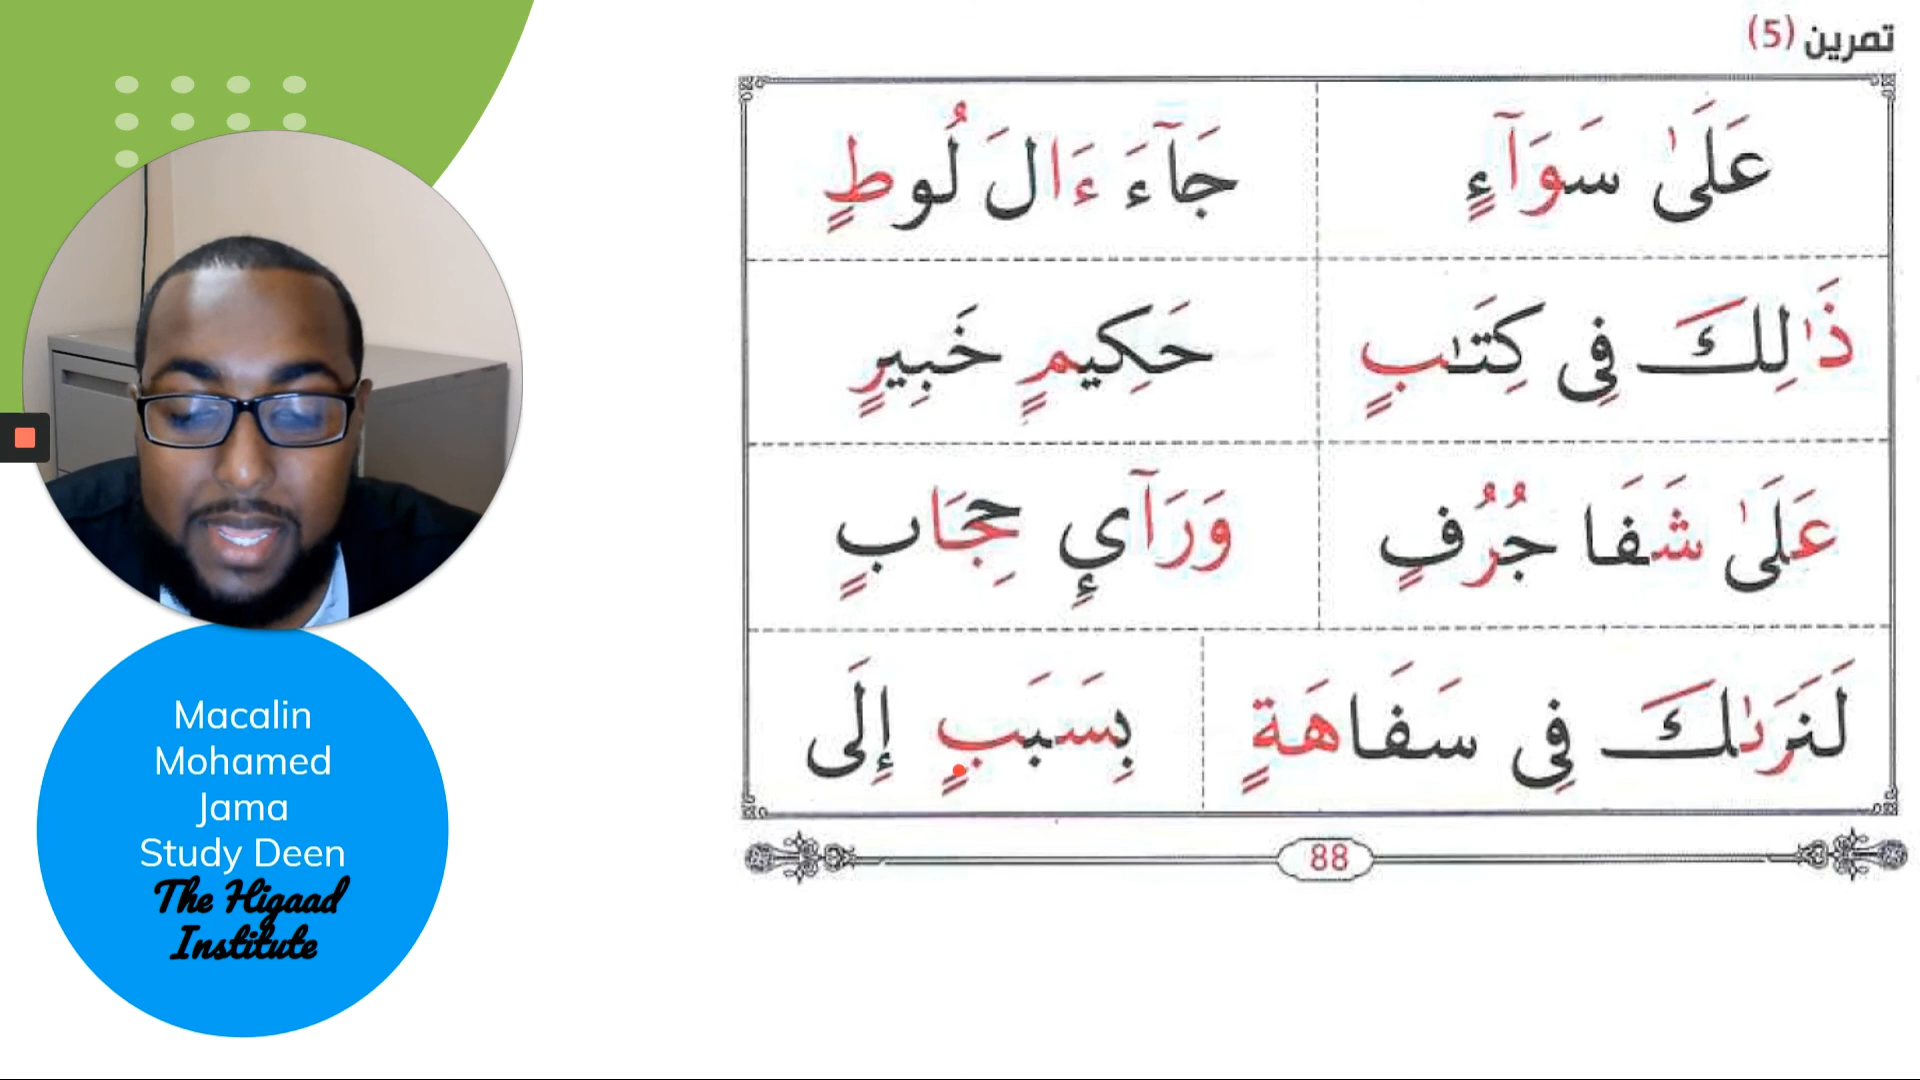 تمرين (5)
عَلَىٰ سَوَآءٍ
جَآءَ ءَالَ لُوطٍ
ذَٰلِكَ فِى كِتَٰبٍ
حَكِيمٍ خَبِيرٍ
عَلَىٰ شَفَا جُرُفٍ
وَرَآئِ حِجَابٍ
لَنَرَىٰكَ فِى سَفَاهَةٍ
بِسَبَبٍ إِلَى
88
Macalin
Mohamed
Jama
Study Deen
The Higaad
Institute